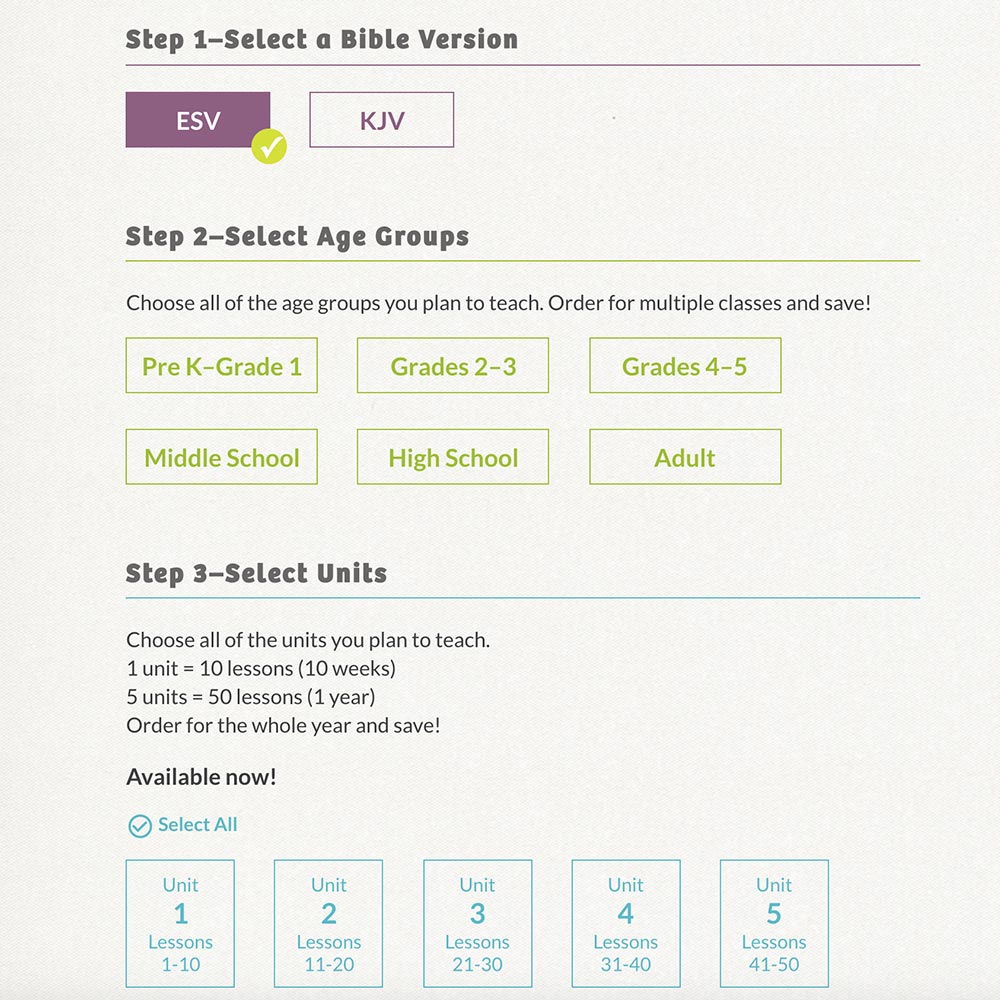 Step 1–Select a Bible Version
ESV KJV
Step 2–Select Age Groups
Choose all of the age groups you plan to teach. Order for multiple classes and save!
Pre K–Grade 1 Grades 2–3 Grades 4–5
Middle School High School Adult
Step 3–Select Units
Choose all of the units you plan to teach.
1 unit = 10 lessons (10 weeks)
5 units = 50 lessons (1 year)
Order for the whole year and save!
Available now!
Select All
Unit Unit Unit Unit Unit
1 2 3 4 5
Lessons Lessons Lessons Lessons Lessons
1-10 11-20 21-30 31-40 41-50